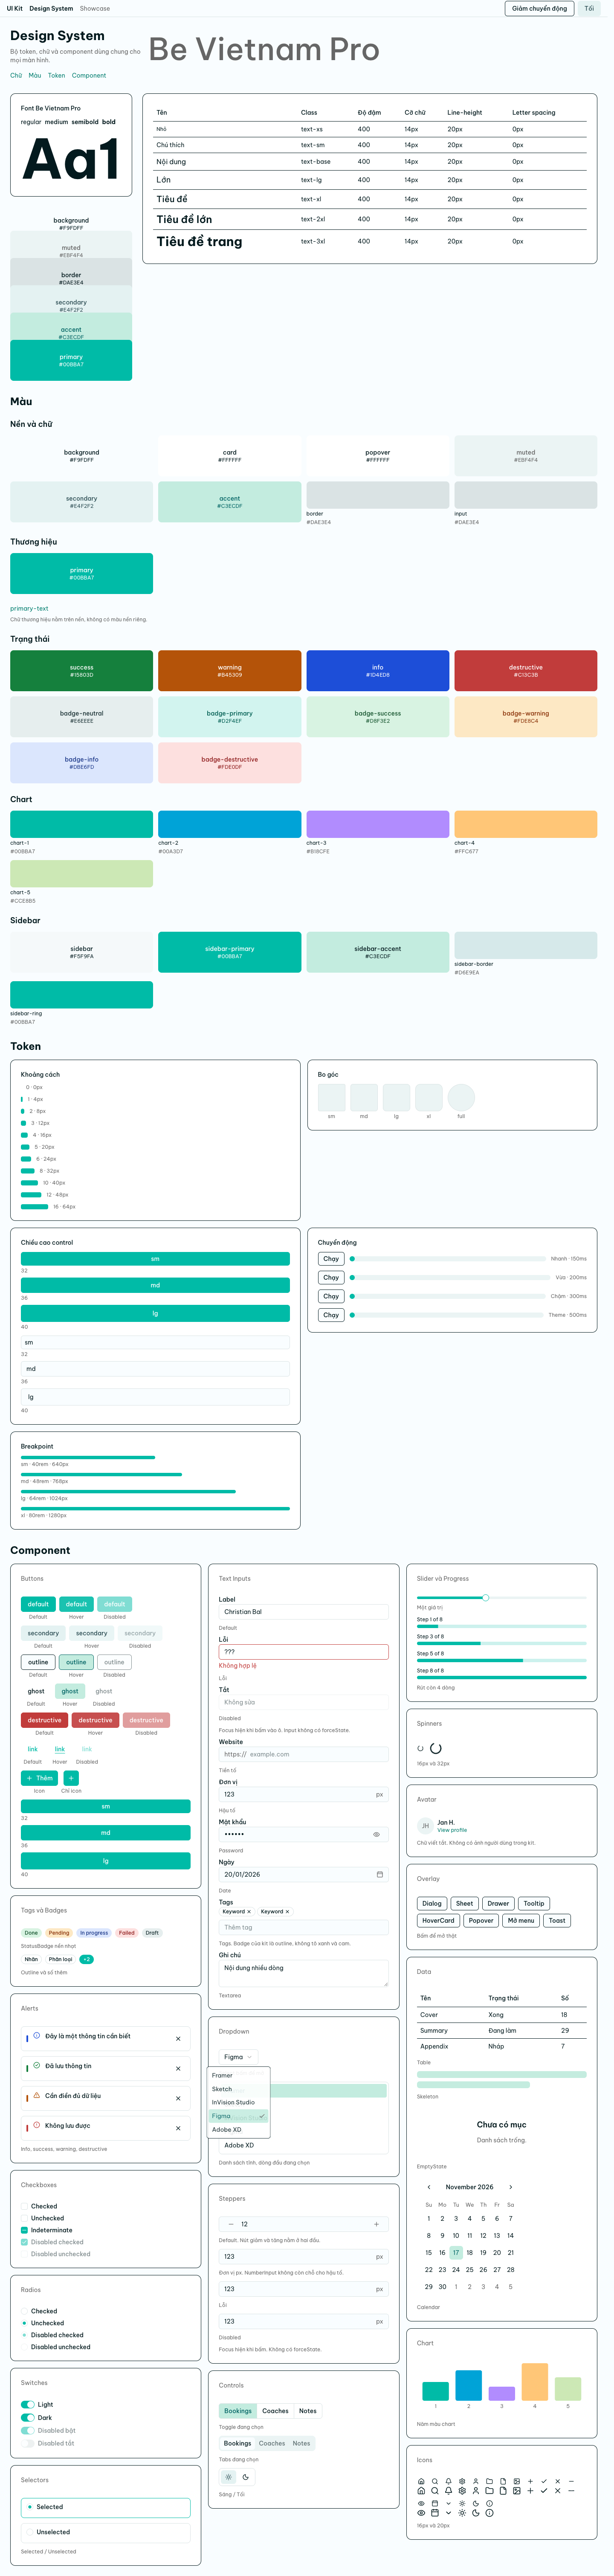 UI Kit Design System Showcase
Giảm chuyển động Tối
Design System
Bộ token, chữ và component dùng chung cho
mọi màn hình.
Chữ Màu Token Component
Be Vietnam Pro
Font Be Vietnam Pro
regular medium semibold bold
Aa1
Tên Class Độ đậm Cỡ chữ Line-height Letter spacing
Nhỏ text-xs 400 14px 20px 0px
Chú thích text-sm 400 14px 20px 0px
Nội dung text-base 400 14px 20px 0px
Lớn text-lg 400 14px 20px 0px
Tiêu đề text-xl 400 14px 20px 0px
Tiêu đề lớn text-2xl 400 14px 20px 0px
Tiêu đề trang text-3xl 400 14px 20px 0px
background
#F9FDFF
muted
#EBF4F4
border
#DAE3E4
secondary
#E4F2F2
accent
#C3ECDF
primary
#00BBA7
Màu
Nền và chữ
background
#F9FDFF
card
#FFFFFF
popover
#FFFFFF
muted
#EBF4F4
secondary
#E4F2F2
accent
#C3ECDF
border
#DAE3E4
input
#DAE3E4
Thương hiệu
primary
#00BBA7
primary-text
Chữ thương hiệu nằm trên nền, không có màu nền riêng.
Trạng thái
success
#15803D
warning
#B45309
info
#1D4ED8
destructive
#C13C3B
badge-neutral
#E6EEEE
badge-primary
#D2F4EF
badge-success
#D8F3E2
badge-warning
#FDE8C4
badge-info
#DBE6FD
badge-destructive
#FDE0DF
Chart
chart-1
#00BBA7
chart-2
#00A3D7
chart-3
#B18CFE
chart-4
#FFC677
chart-5
#CCE8B5
Sidebar
sidebar
#F5F9FA
sidebar-primary
#00BBA7
sidebar-accent
#C3ECDF
sidebar-border
#D6E9EA
sidebar-ring
#00BBA7
Token
Khoảng cách
0 · 0px
1 · 4px
2 · 8px
3 · 12px
4 · 16px
5 · 20px
6 · 24px
8 · 32px
10 · 40px
12 · 48px
16 · 64px
Bo góc
sm md lg xl full
Chiều cao control
sm
32
md
36
lg
40
sm
32
md
36
lg
40
Chuyển động
Chạy Nhanh · 150ms
Chạy Vừa · 200ms
Chạy Chậm · 300ms
Chạy Theme · 500ms
Breakpoint
sm · 40rem · 640px
md · 48rem · 768px
lg · 64rem · 1024px
xl · 80rem · 1280px
Component
Buttons
default default default
Default Hover Disabled
secondary secondary secondary
Default Hover Disabled
outline outline outline
Default Hover Disabled
ghost ghost ghost
Default Hover Disabled
destructive destructive destructive
Default Hover Disabled
link link link
Default Hover Disabled
Thêm
Icon Chỉ icon
sm
32
md
36
lg
40
Tags và Badges
Done Pending In progress Failed Draft
StatusBadge nền nhạt
Nhãn Phân loại +2
Outline và số thêm
Alerts
Đây là một thông tin cần biết
Đã lưu thông tin
Cần điền đủ dữ liệu
Không lưu được
Info, success, warning, destructive
Checkboxes
Checked
Unchecked
Indeterminate
Disabled checked
Disabled unchecked
Radios
Checked
Unchecked
Disabled checked
Disabled unchecked
Switches
Light
Dark
Disabled bật
Disabled tắt
Selectors
Selected
Unselected
Selected / Unselected
Text Inputs
Label
Christian Bal
Default
Lỗi
???
Không hợp lệ
Lỗi
Tắt
Không sửa
Disabled
Focus hiện khi bấm vào ô. Input không có forceState.
Website
https:// example.com
Tiền tố
Đơn vị
123 px
Hậu tố
Mật khẩu
••••••
Password
Ngày
20/01/2026
Date
Tags
Keyword Keyword
Thêm tag
Tags. Badge của kit là outline, không tô xanh và cam.
Ghi chú
Nội dung nhiều dòng
Textarea
Dropdown
Figma
Framer
Sketch
InVision Studio
Figma
Adobe XD
Adobe XD
Danh sách tĩnh, dòng đầu đang chọn
Steppers
12
Default. Nút giảm và tăng nằm ở hai đầu.
123 px
Đơn vị px. NumberInput không còn chỗ cho hậu tố.
123 px
Lỗi
123 px
Disabled
Focus hiện khi bấm. Không có forceState.
Controls
Bookings Coaches Notes
Toggle đang chọn
Bookings Coaches Notes
Tabs đang chọn
Sáng / Tối
Slider và Progress
Một giá trị
Step 1 of 8
Step 3 of 8
Step 5 of 8
Step 8 of 8
Rút còn 4 dòng
Spinners
16px và 32px
Avatar
JH Jan H.
View profile
Chữ viết tắt. Không có ảnh người dùng trong kit.
Overlay
Dialog Sheet Drawer Tooltip
HoverCard Popover Mở menu Toast
Bấm để mở thật
Data
Tên Trạng thái Số
Cover Xong 18
Summary Đang làm 29
Appendix Nháp 7
Table
Skeleton
Chưa có mục
Danh sách trống.
EmptyState
November 2026
Su Mo Tu We Th Fr Sa
1 2 3 4 5 6 7
8 9 10 11 12 13 14
15 16 17 18 19 20 21
22 23 24 25 26 27 28
29 30 1 2 3 4 5
Calendar
Chart
1 2 3 4 5
Năm màu chart
Icons
16px và 20px